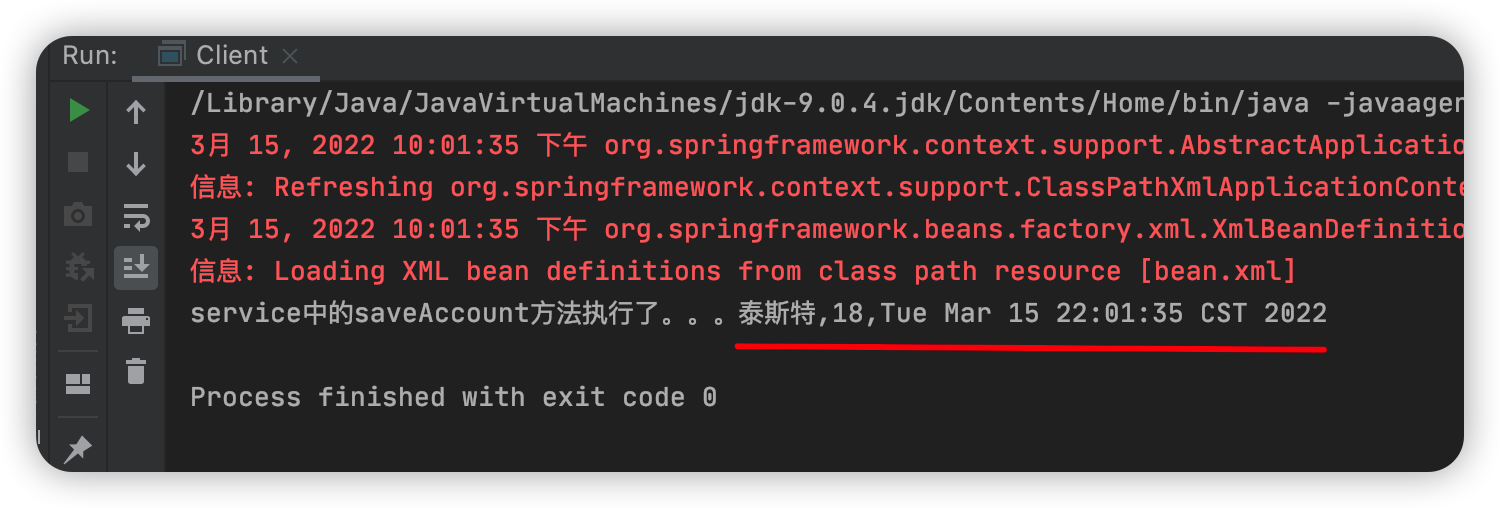 Run: Client
/Library/Java/JavaVirtualMachines/jdk-9.0.4.jdk/Contents/Home/bin/java -javaagen
3月 15, 2022 10:01:35 下午 org.springframework.context.support.AbstractApplicatio
信息: Refreshing org.springframework.context.support.ClassPathXmlApplicationConte
3月 15, 2022 10:01:35 下午 org.springframework.beans.factory.xml.XmlBeanDefinitio
信息: Loading XML bean definitions from class path resource [bean.xml]
service中的saveAccount方法执行了。。。泰斯特,18,Tue Mar 15 22:01:35 CST 2022
Process finished with exit code 0